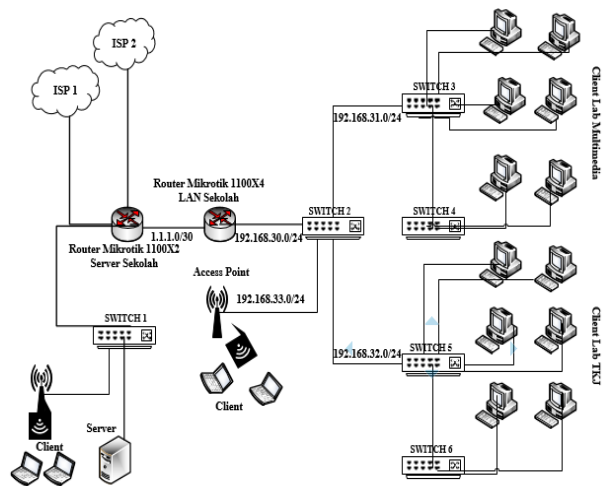 ISP 2
ISP 1
Router Mikrotik 1100X4
LAN Sekolah
1.1.1.0/30
192.168.30.0/24
Router Mikrotik 1100X2
Server Sekolah
SWITCH 1
Client
Server
Access Point
192.168.33.0/24
Client
SWITCH 2
SWITCH 3
192.168.31.0/24
SWITCH 4
Client Lab Multimedia
SWITCH 5
192.168.32.0/24
SWITCH 6
Client Lab TKJ